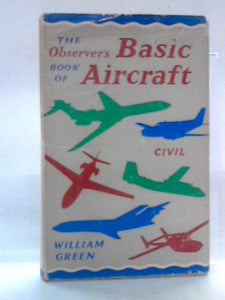 THE
Observer's Basic
BOOK OF Aircraft
CIVIL
WILLIAM
GREEN